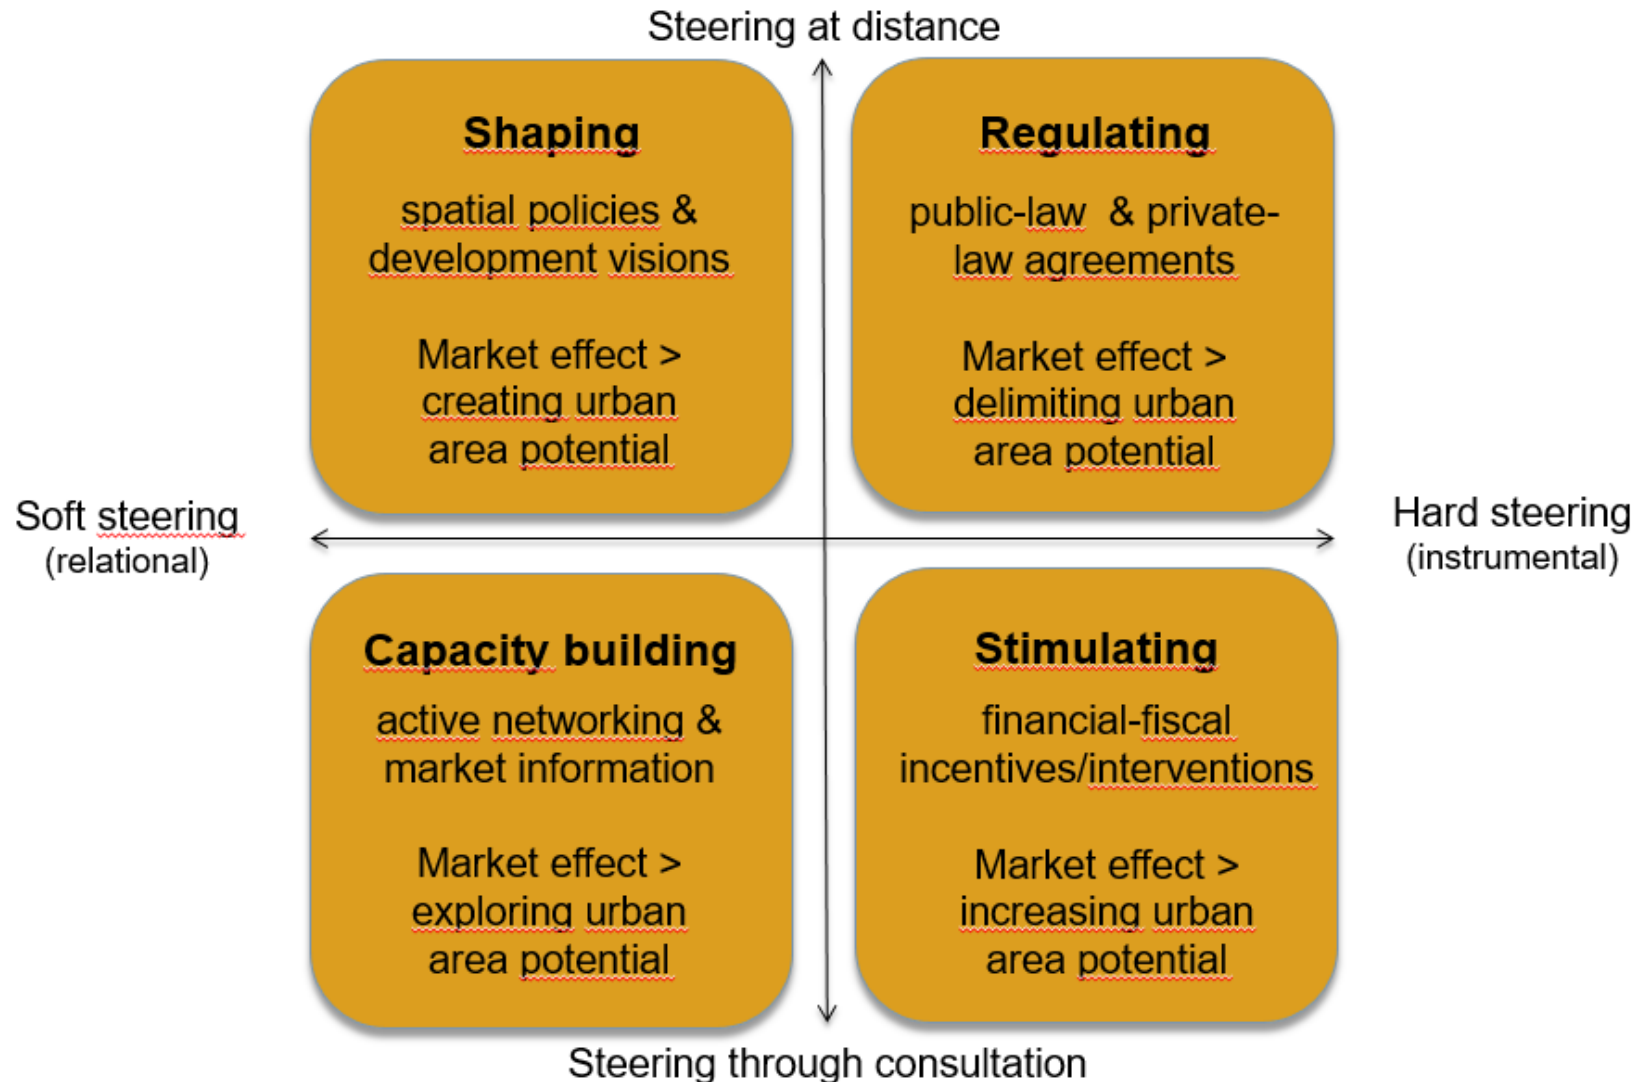 Steering at distance
Shaping
spatial policies &
development visions
Market effect >
creating urban
area potential
Regulating
public-law & private-
law agreements
Market effect >
delimiting urban
area potential
Soft steering
(relational)
Hard steering
(instrumental)
Capacity building
active networking &
market information
Market effect >
exploring urban
area potential
Stimulating
financial-fiscal
incentives/interventions
Market effect >
increasing urban
area potential
Steering through consultation